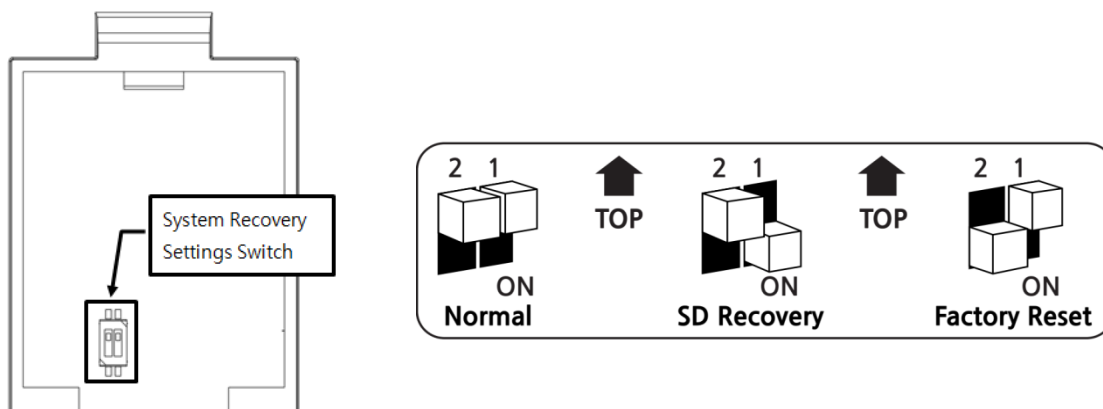 System Recovery
Settings Switch
2 1
TOP
ON
Normal
2 1
TOP
ON
SD Recovery
2 1
ON
Factory Reset